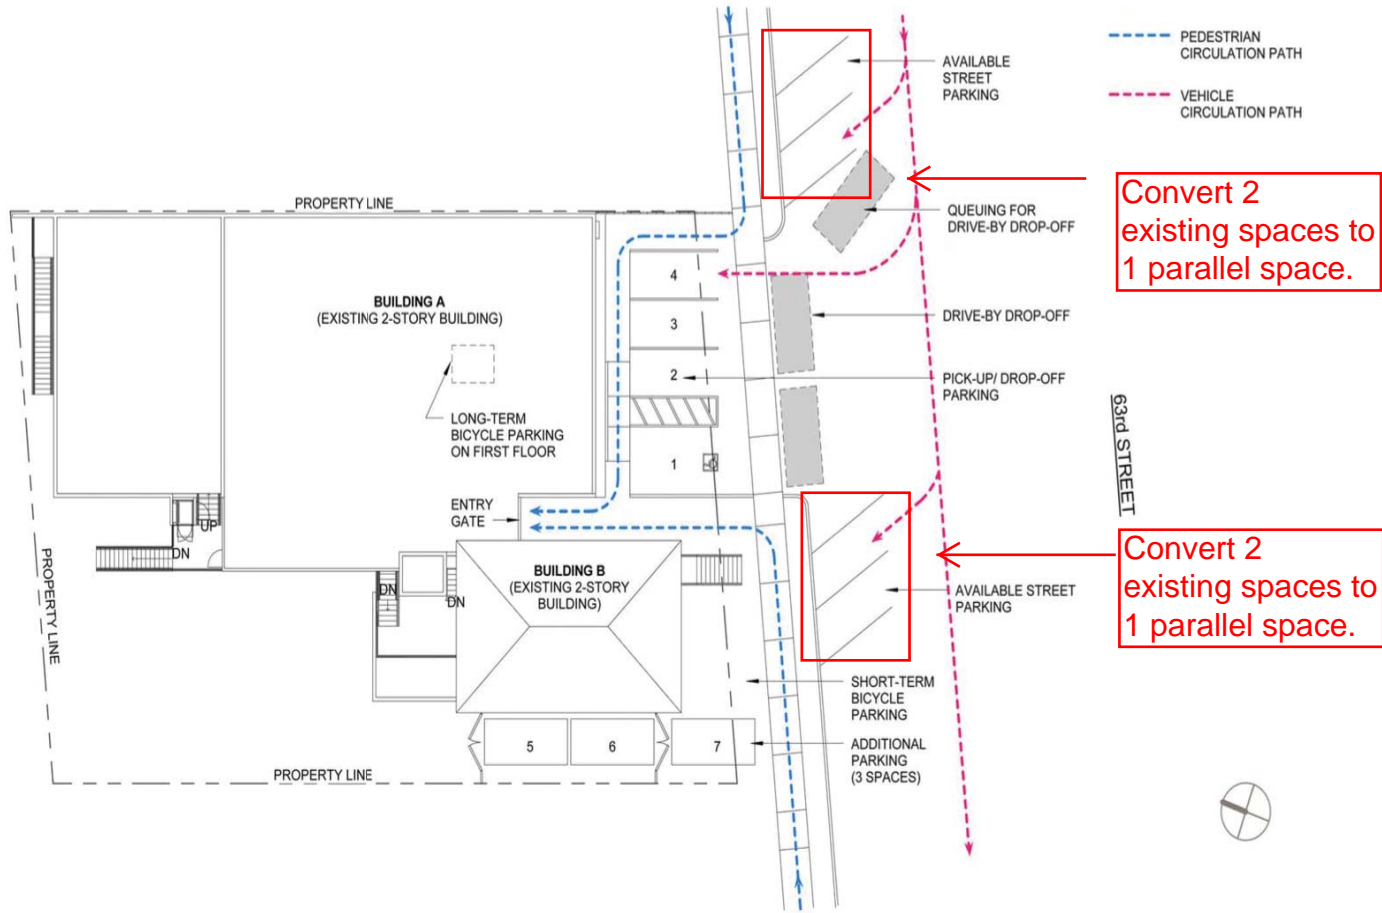 PEDESTRIAN
CIRCULATION PATH
VEHICLE
CIRCULATION PATH
AVAILABLE
STREET
PARKING
Convert 2
existing spaces to
1 parallel space.
PROPERTY LINE
QUEUING FOR
DRIVE-BY DROP-OFF
4
BUILDING A
(EXISTING 2-STORY BUILDING)
3
DRIVE-BY DROP-OFF
2
PICK-UP/ DROP-OFF
PARKING
LONG-TERM
BICYCLE PARKING
ON FIRST FLOOR
63rd STREET
1
ENTRY
GATE
UP
DN
PROPERTY LINE
Convert 2
existing spaces to
1 parallel space.
BUILDING B
(EXISTING 2-STORY
BUILDING)
DN
DN
AVAILABLE STREET
PARKING
SHORT-TERM
BICYCLE
PARKING
5
6
7
ADDITIONAL
PARKING
(3 SPACES)
PROPERTY LINE